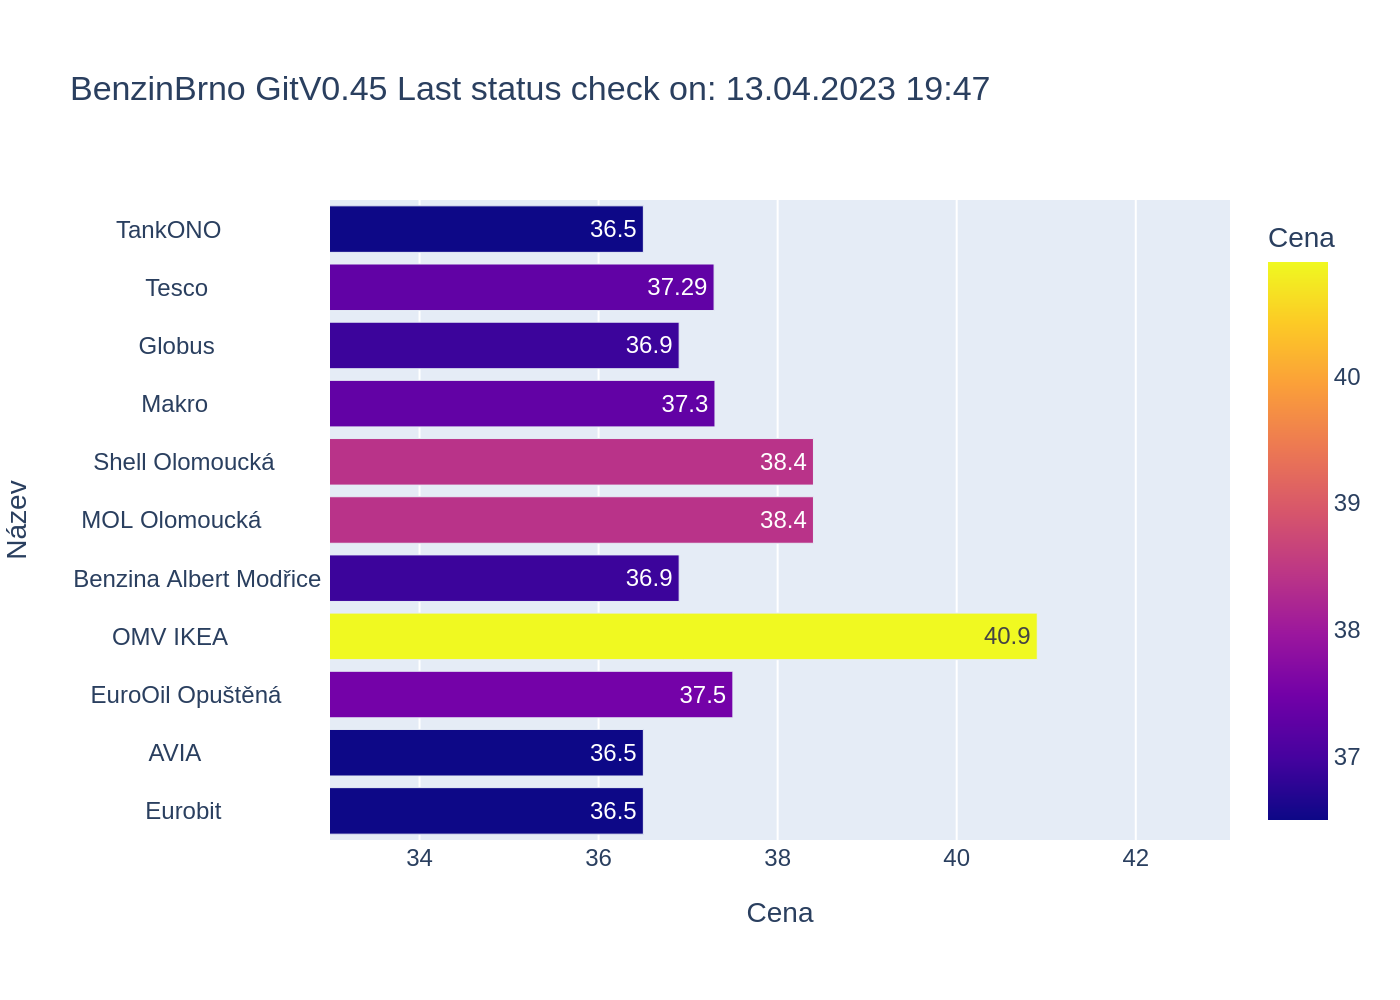 BenzinBrno GitV0.45 Last status check on: 13.04.2023 19:47
Název
TankONO 36.5
Tesco 37.29
Globus 36.9
Makro 37.3
Shell Olomoucká 38.4
MOL Olomoucká 38.4
Benzina Albert Modřice 36.9
OMV IKEA 40.9
EuroOil Opuštěná 37.5
AVIA 36.5
Eurobit 36.5
34 36 38 40 42
Cena
Cena
40
39
38
37